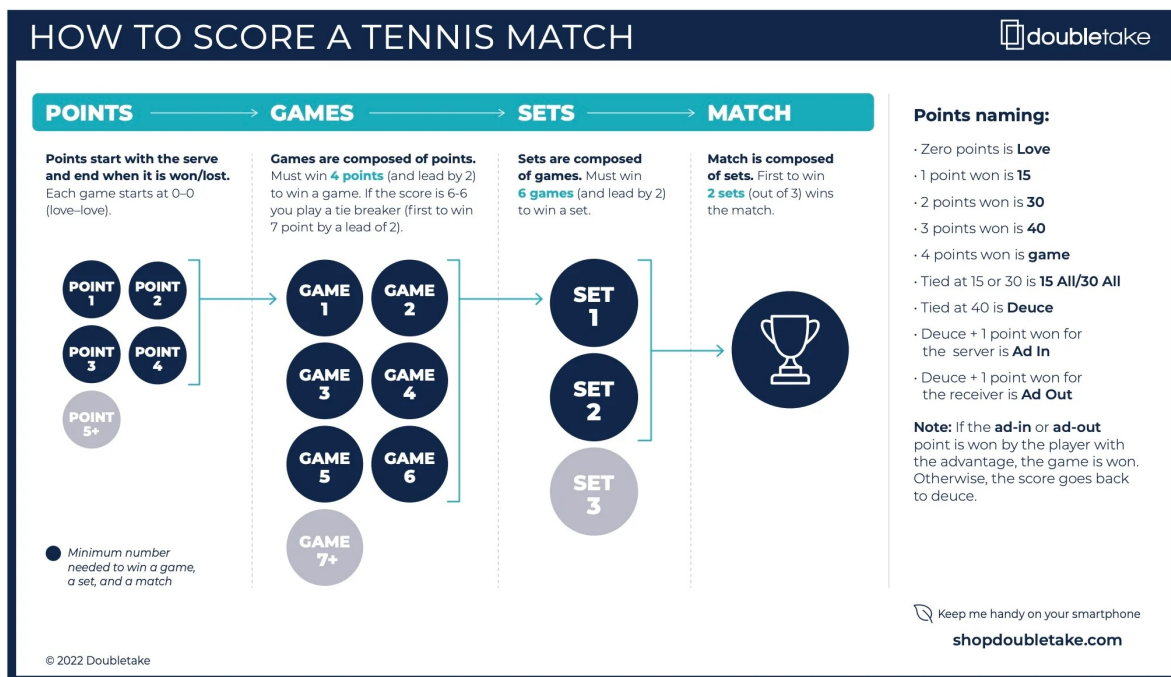 HOW TO SCORE A TENNIS MATCH
doubletake
POINTS
GAMES
SETS
MATCH
Points start with the serve
and end when it is won/lost.
Each game starts at 0–0
(love–love).
Games are composed of points.
Must win 4 points (and lead by 2)
to win a game. If the score is 6-6
you play a tie breaker (first to win
7 point by a lead of 2).
Sets are composed
of games. Must win
6 games (and lead by 2)
to win a set.
Match is composed
of sets. First to win
2 sets (out of 3) wins
the match.
POINT
1
POINT
2
POINT
3
POINT
4
POINT
5+
GAME
1
GAME
2
GAME
3
GAME
4
GAME
5
GAME
6
GAME
7+
SET
1
SET
2
SET
3
Minimum number
needed to win a game,
a set, and a match
© 2022 Doubletake
Points naming:
· Zero points is Love
· 1 point won is 15
· 2 points won is 30
· 3 points won is 40
· 4 points won is game
· Tied at 15 or 30 is 15 All/30 All
· Tied at 40 is Deuce
· Deuce + 1 point won for
the server is Ad In
· Deuce + 1 point won for
the receiver is Ad Out
Note: If the ad-in or ad-out
point is won by the player with
the advantage, the game is won.
Otherwise, the score goes back
to deuce.
Keep me handy on your smartphone
shopdoubletake.com